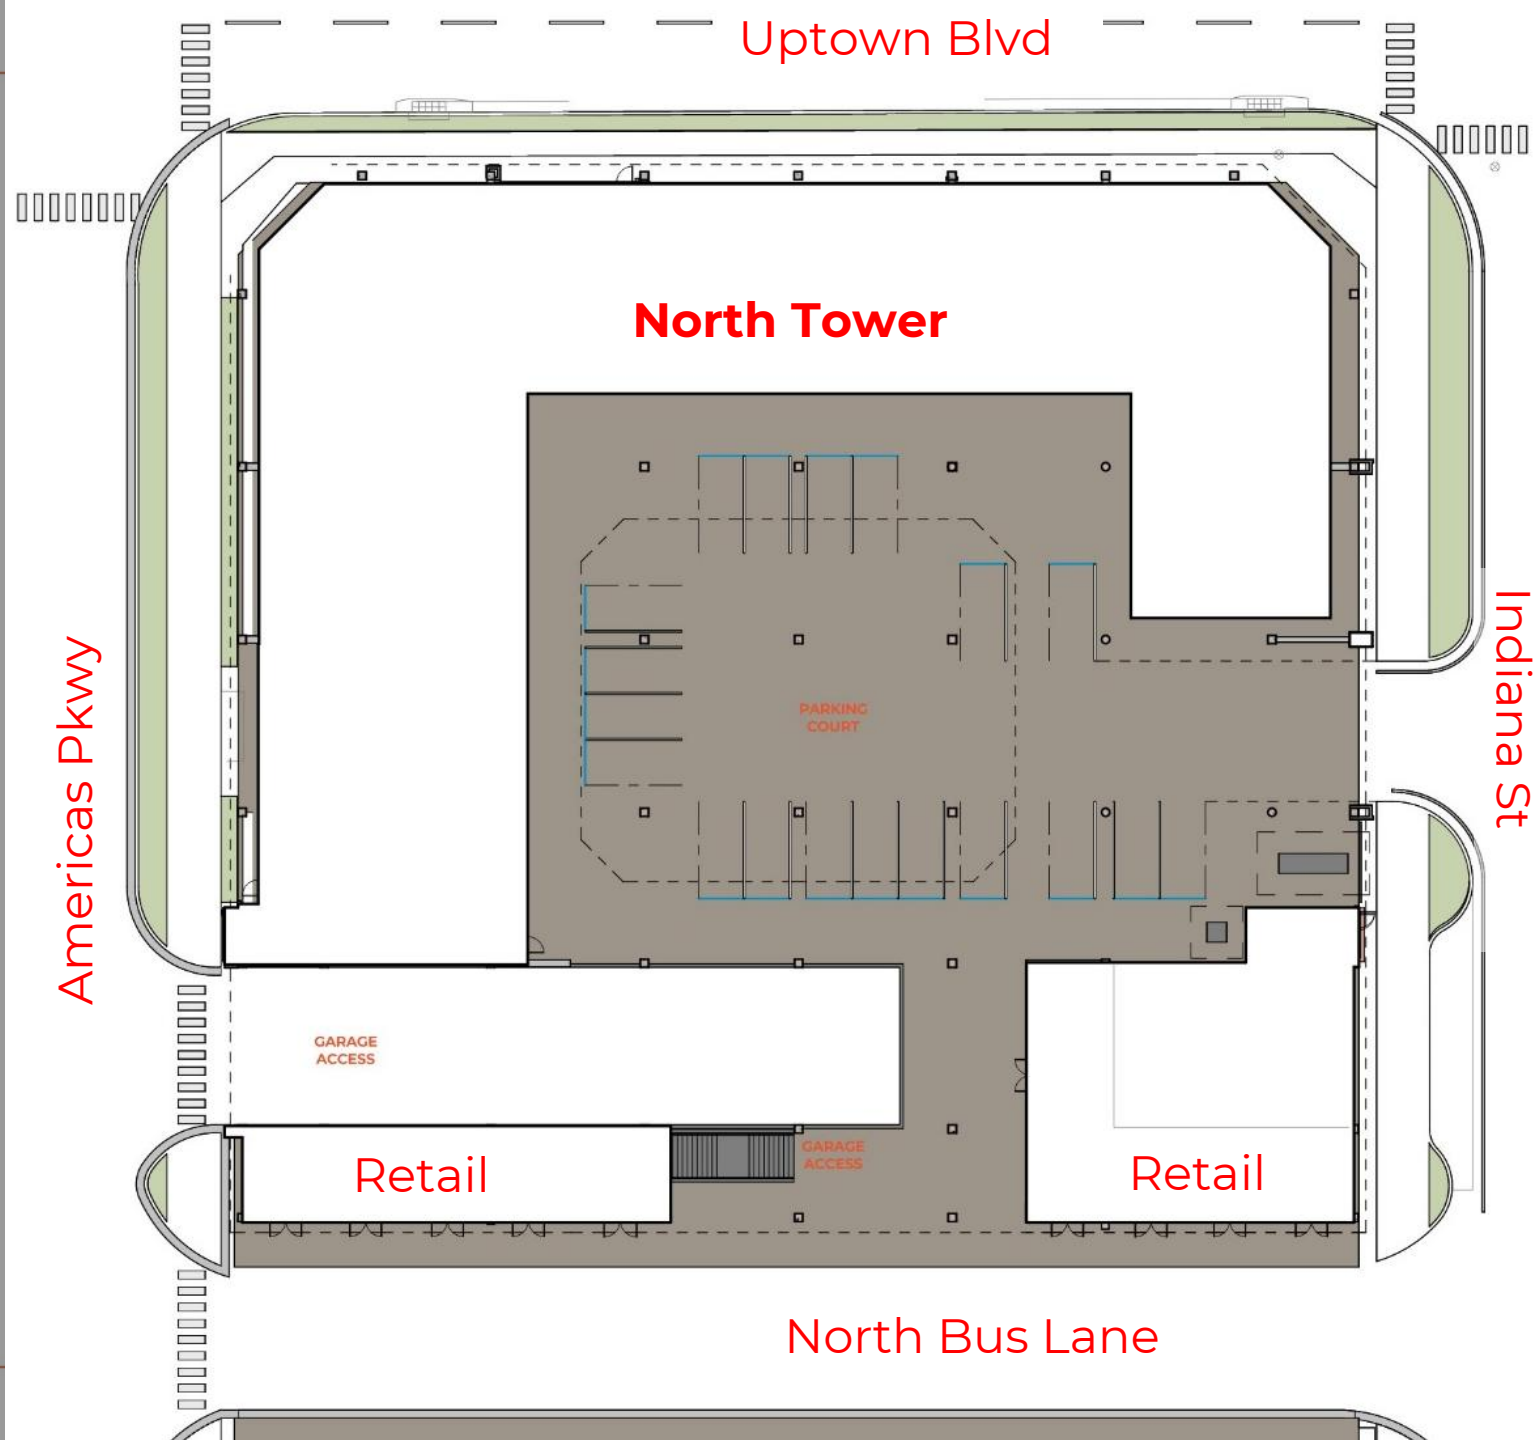 Uptown Blvd
North Tower
Americas Pkwy
Indiana St
PARKING
COURT
GARAGE
ACCESS
GARAGE
ACCESS
Retail
Retail
North Bus Lane